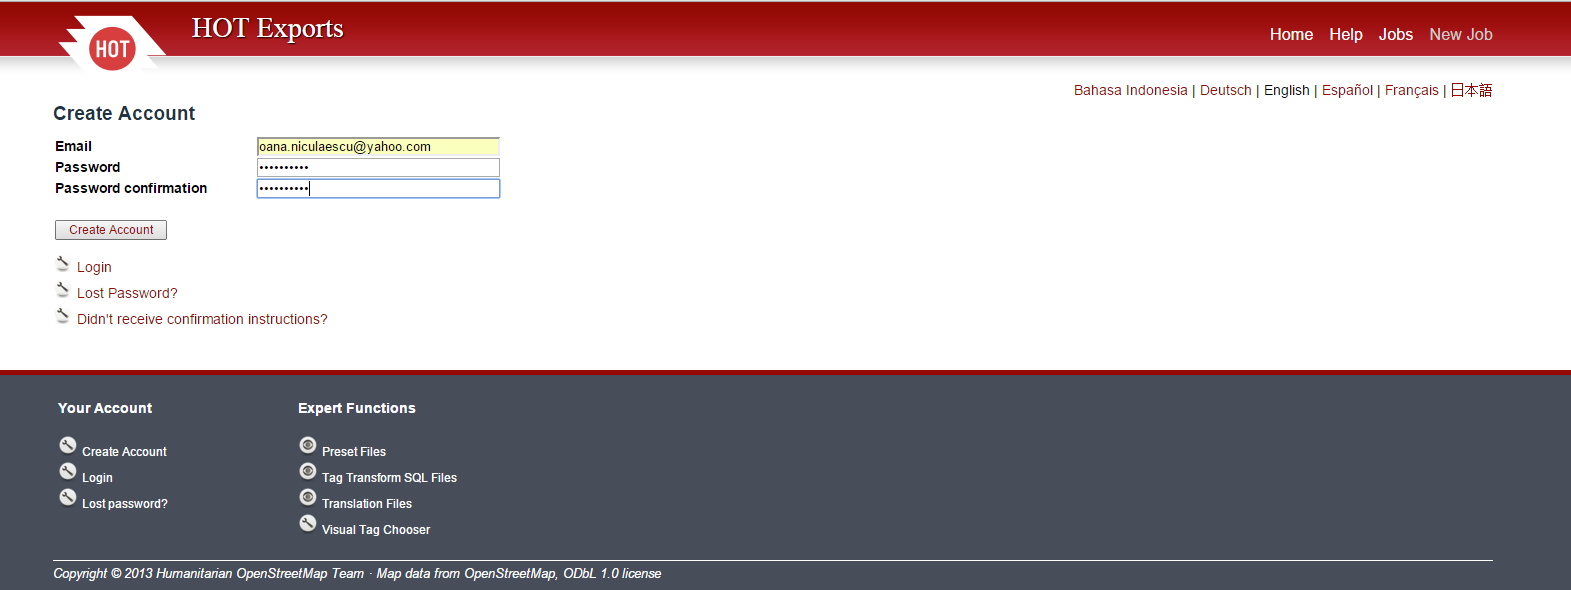 HOT
HOT Exports
Home Help Jobs New Job
Bahasa Indonesia | Deutsch | English | Español | Français | 日本語
Create Account
Email oana.niculaescu@yahoo.com
Password ••••••••••
Password confirmation ••••••••••
Create Account
Login
Lost Password?
Didn't receive confirmation instructions?
Your Account
Create Account
Login
Lost password?
Expert Functions
Preset Files
Tag Transform SQL Files
Translation Files
Visual Tag Chooser
Copyright © 2013 Humanitarian OpenStreetMap Team · Map data from OpenStreetMap, ODbL 1.0 license